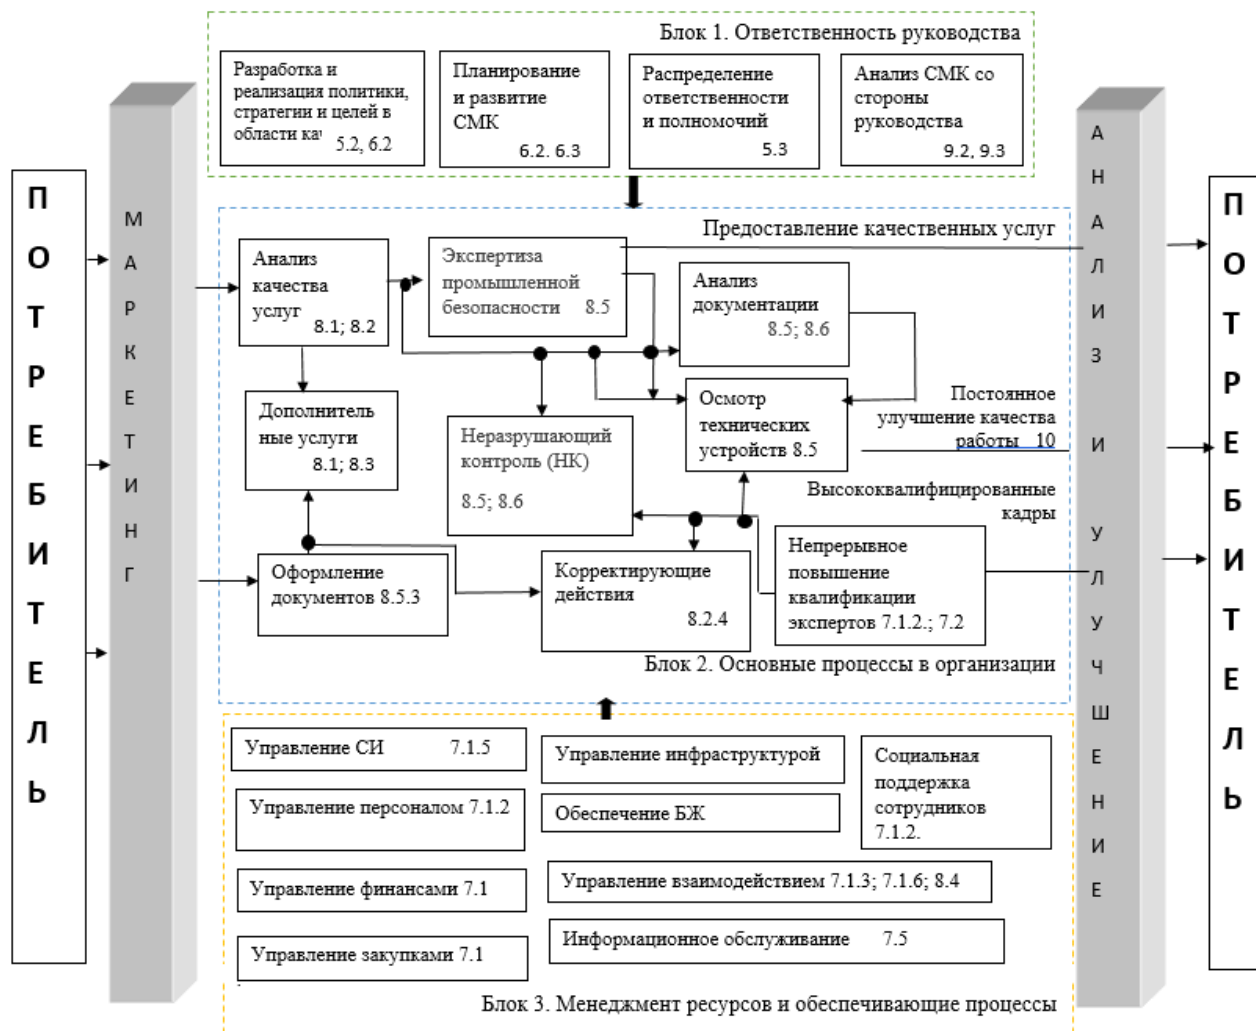 Блок 1. Ответственность руководства
Разработка и
реализация политики,
стратегии и целей в
области ка
5.2, 6.2
Планирование
и развитие
СМК
6.2. 6.3
Распределение
ответственности
и полномочий
5.3
Анализ СМК со
стороны
руководства
9.2, 9.3
ПОТРЕБИТЕЛЬ
МАРКЕТИНГ
Предоставление качественных услуг
Анализ
качества
услуг
8.1; 8.2
Экспертиза
промышленной
безопасности 8.5
Анализ
документации
8.5; 8.6
Дополнитель
ные услуги
8.1; 8.3
Неразрушающий
контроль (НК)
8.5; 8.6
Осмотр
технических
устройств 8.5
Постоянное
улучшение качества
работы 10
Высококвалифицированные
кадры
Оформление
документов 8.5.3
Корректирующие
действия
8.2.4
Непрерывное
повышение
квалификации
экспертов 7.1.2.; 7.2
Блок 2. Основные процессы в организации
Управление СИ 7.1.5
Управление персоналом 7.1.2
Управление финансами 7.1
Управление закупками 7.1
Управление инфраструктурой
Обеспечение БЖ
Социальная
поддержка
сотрудников
7.1.2.
Управление взаимодействием 7.1.3; 7.1.6; 8.4
Информационное обслуживание 7.5
Блок 3. Менеджмент ресурсов и обеспечивающие процессы
АНАЛИЗ И УЛУЧШЕНИЕ
ПОТРЕБИТЕЛЬ